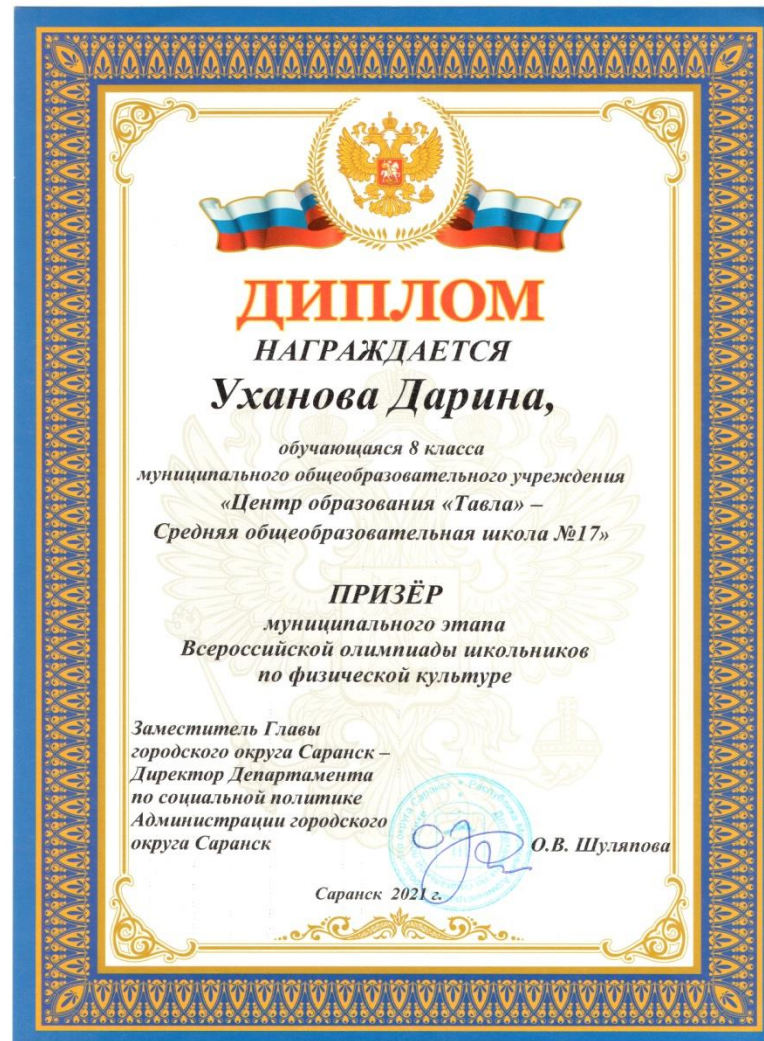 ДИПЛОМ
НАГРАЖДАЕТСЯ
Уханова Дарина,
обучающаяся 8 класса
муниципального общеобразовательного учреждения
«Центр образования «Тавла» –
Средняя общеобразовательная школа №17»
ПРИЗЁР
муниципального этапа
Всероссийской олимпиады школьников
по физической культуре
Заместитель Главы
городского округа Саранск –
Директор Департамента
по социальной политике
Администрации городского
округа Саранск
О.В. Шуляпова
Саранск 2021 г.